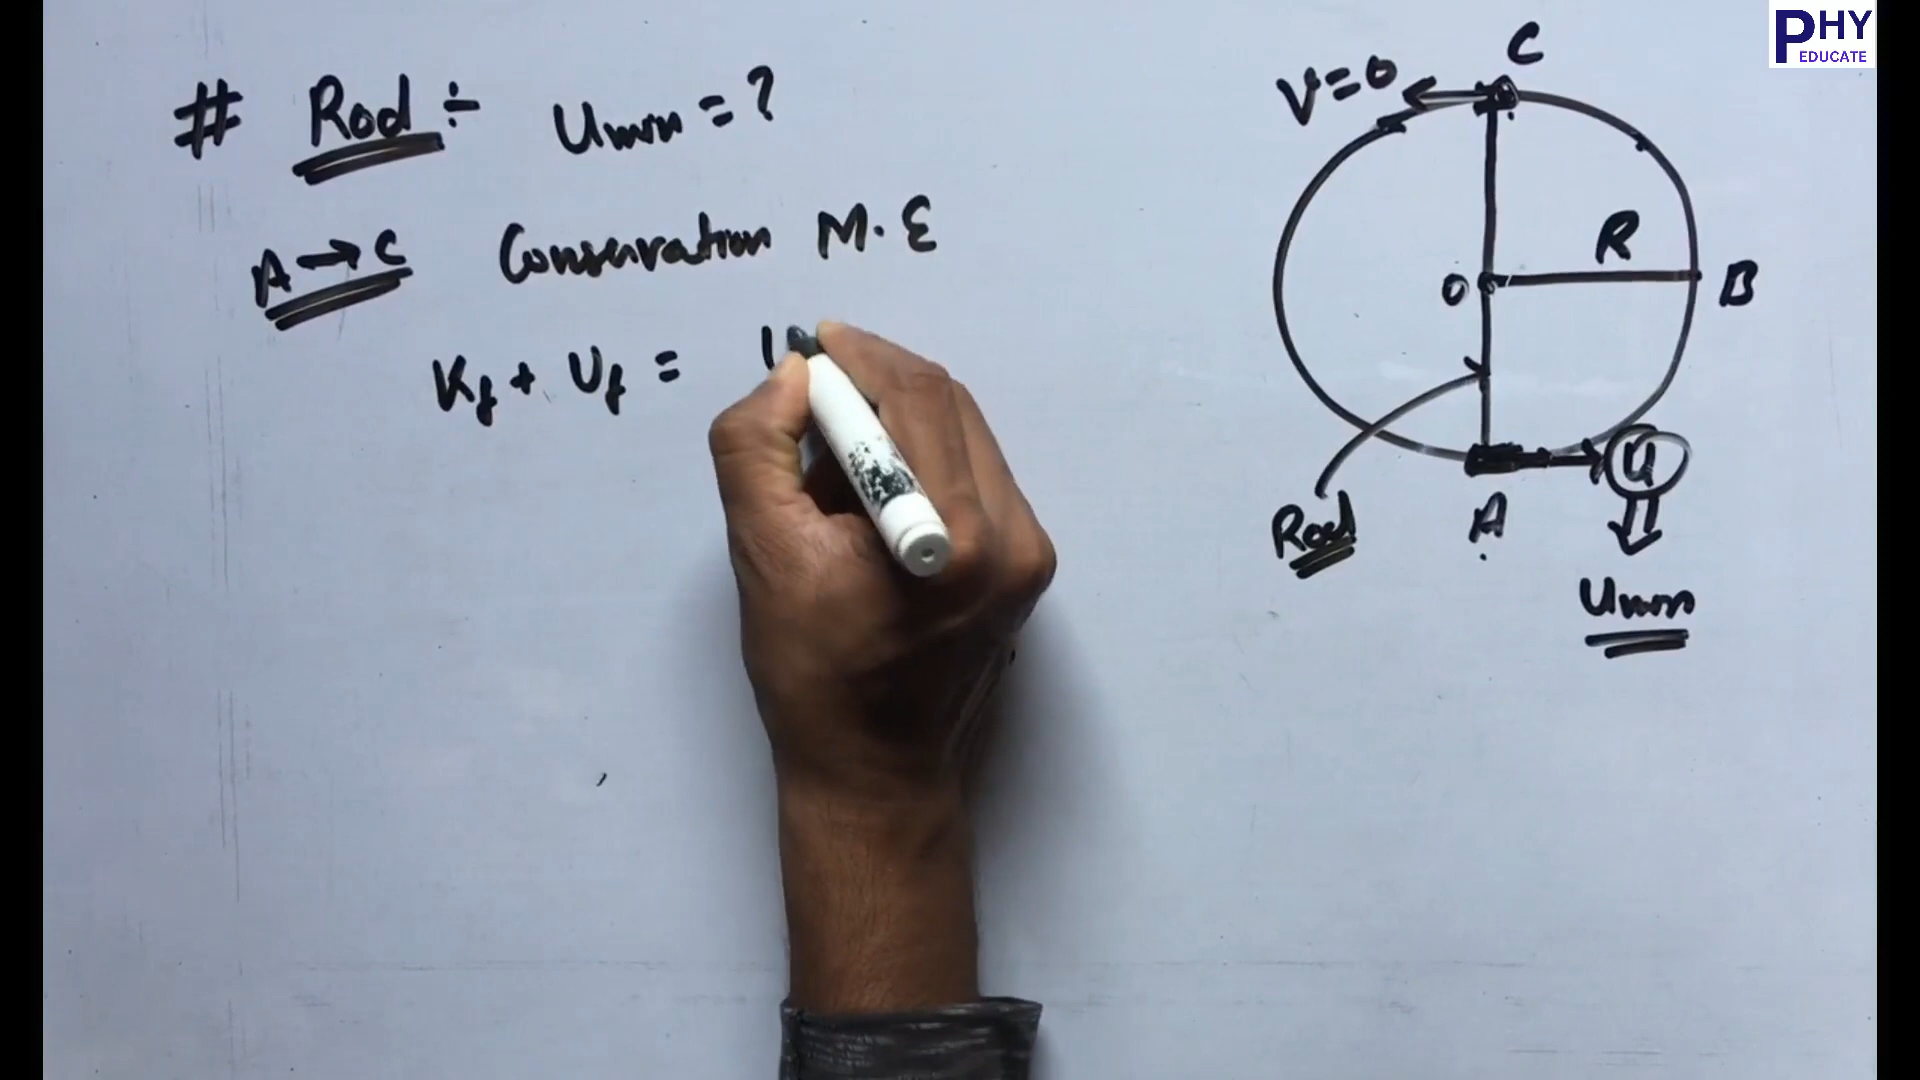 # Rod ÷ Umin = ?
A → C Conservation M.E
Kf + Uf =
C
V=0
R
O
B
U
Rod
A
Umin
PHY
EDUCATE